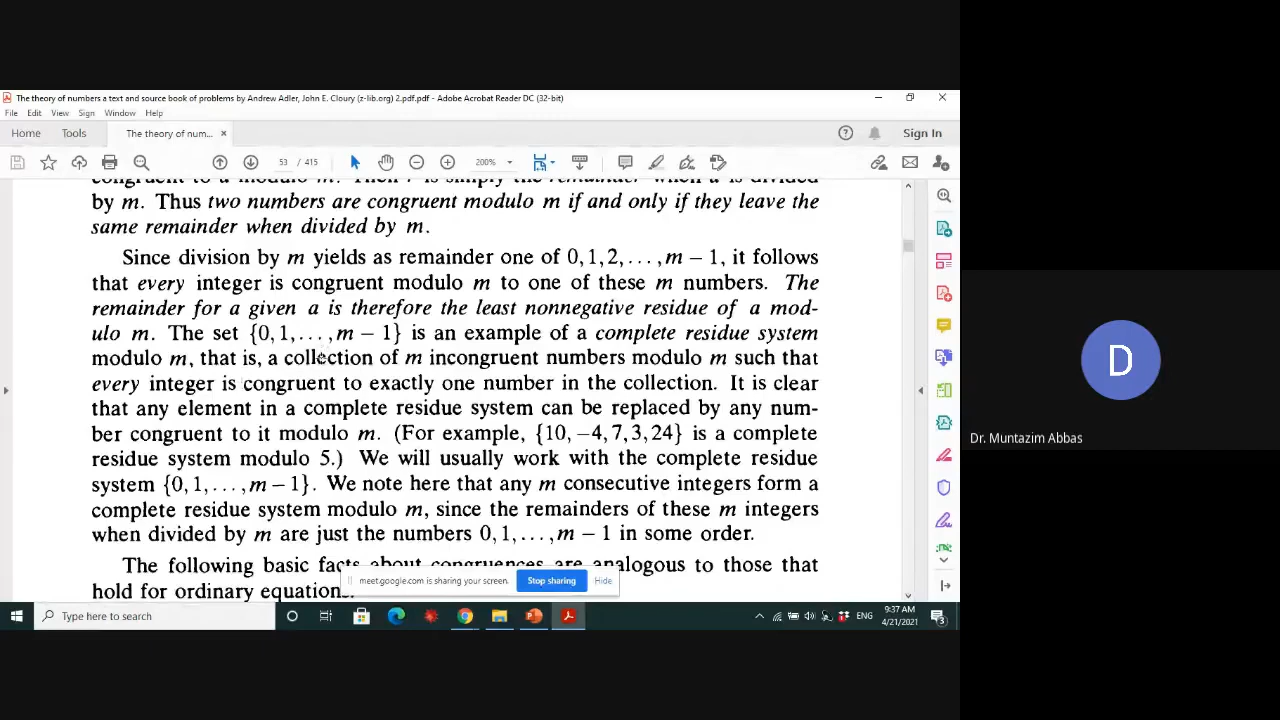 The theory of numbers a text and source book of problems by Andrew Adler, John E. Cloury (z-lib.org) 2.pdf.pdf - Adobe Acrobat Reader DC (32-bit)
File Edit View Sign Window Help
Home Tools The theory of num... × Sign In
53 / 415 200%
congruent to a modulo m. Then r is simply the remainder when a is divided
by m. Thus two numbers are congruent modulo m if and only if they leave the
same remainder when divided by m.
Since division by m yields as remainder one of 0, 1, 2, . . . , m − 1, it follows
that every integer is congruent modulo m to one of these m numbers. The
remainder for a given a is therefore the least nonnegative residue of a mod-
ulo m. The set {0, 1, . . . , m − 1} is an example of a complete residue system
modulo m, that is, a collection of m incongruent numbers modulo m such that
every integer is congruent to exactly one number in the collection. It is clear
that any element in a complete residue system can be replaced by any num-
ber congruent to it modulo m. (For example, {10, −4, 7, 3, 24} is a complete
residue system modulo 5.) We will usually work with the complete residue
system {0, 1, . . . , m − 1}. We note here that any m consecutive integers form a
complete residue system modulo m, since the remainders of these m integers
when divided by m are just the numbers 0, 1, . . . , m − 1 in some order.
The following basic facts about congruences are analogous to those that
hold for ordinary equations.
meet.google.com is sharing your screen. Stop sharing Hide
Type here to search
ENG
9:37 AM
4/21/2021
3
D
Dr. Muntazim Abbas